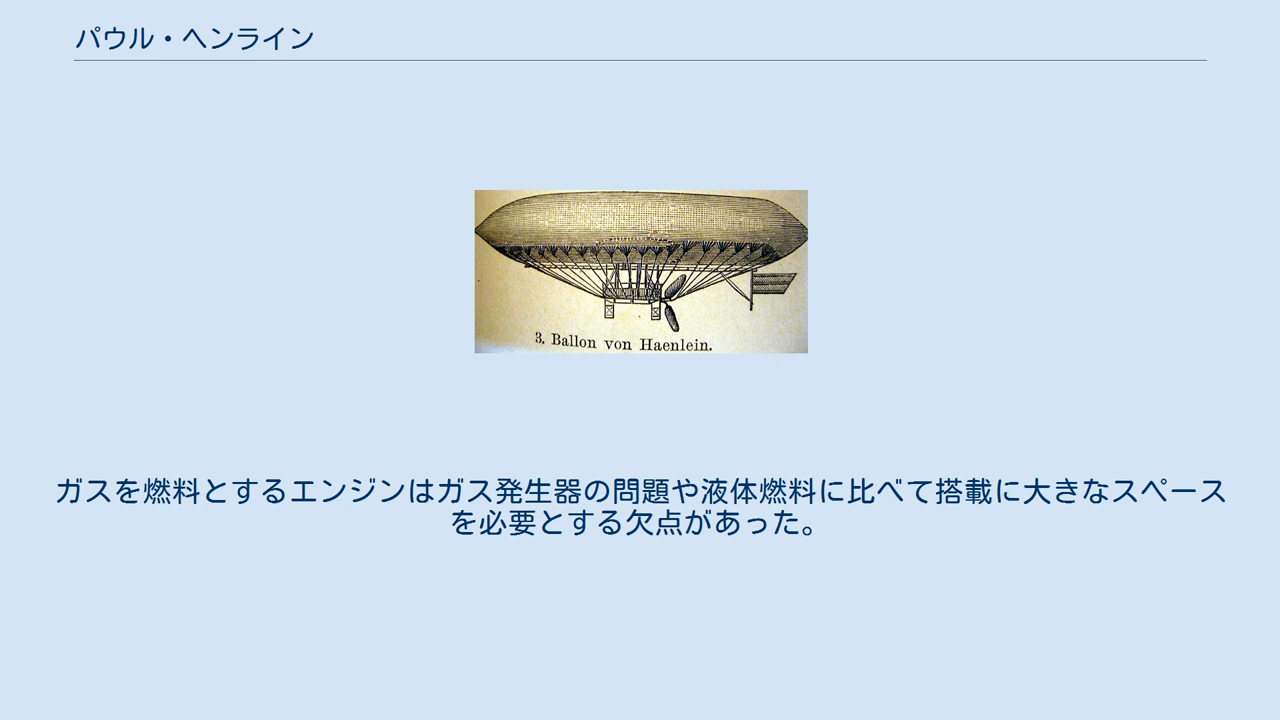 パウル・ヘンライン
3. Ballon von Haenlein.
ガスを燃料とするエンジンはガス発生器の問題や液体燃料に比べて搭載に大きなスペース
を必要とする欠点があった。